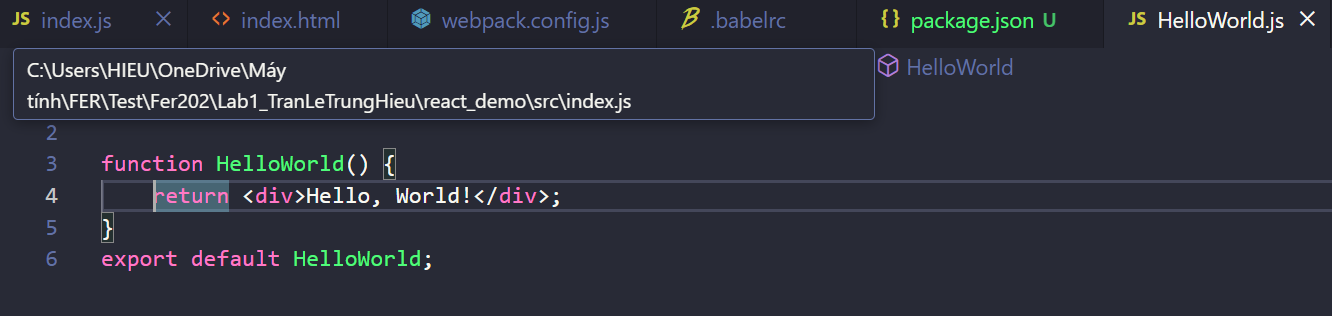 JS index.js × <> index.html webpack.config.js .babelrc {} package.json U JS HelloWorld.js ×
C:\Users\HIEU\OneDrive\Máy
tính\FER\Test\Fer202\Lab1_TranLeTrungHieu\react_demo\src\index.js
HelloWorld
2
3 function HelloWorld() {
4     return <div>Hello, World!</div>;
5 }
6 export default HelloWorld;